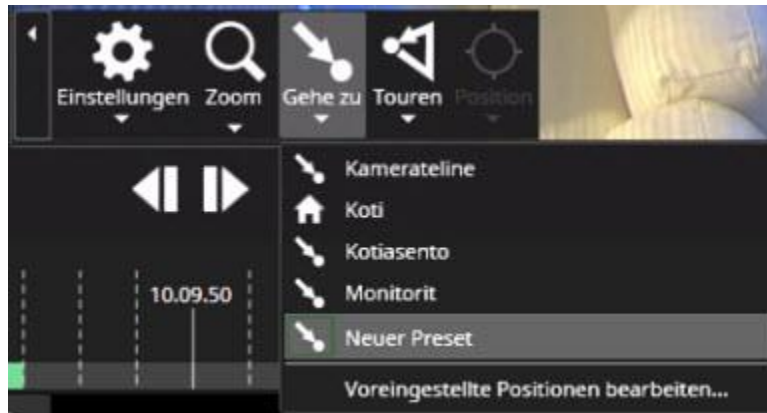 Einstellungen Zoom Gehe zu Touren Position
Kamerateline
Koti
Kotiasento
10.09.50
Monitorit
Neuer Preset
Voreingestellte Positionen bearbeiten...